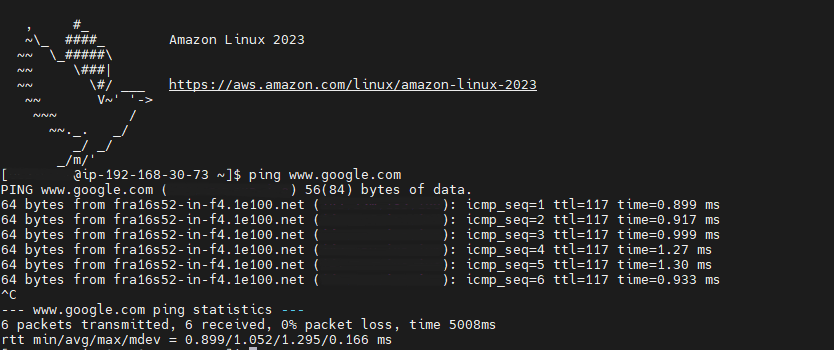 ,     #_
   ~\_  ####_        Amazon Linux 2023
  ~~  \_#####\
  ~~     \###|
  ~~       \#/ ___   https://aws.amazon.com/linux/amazon-linux-2023
   ~~       V~' '->
    ~~~         /
      ~~._.   _/
         _/ _/
       _/m/'
[ @ip-192-168-30-73 ~]$ ping www.google.com
PING www.google.com ( ) 56(84) bytes of data.
64 bytes from fra16s52-in-f4.1e100.net ( ): icmp_seq=1 ttl=117 time=0.899 ms
64 bytes from fra16s52-in-f4.1e100.net ( ): icmp_seq=2 ttl=117 time=0.917 ms
64 bytes from fra16s52-in-f4.1e100.net ( ): icmp_seq=3 ttl=117 time=0.999 ms
64 bytes from fra16s52-in-f4.1e100.net ( ): icmp_seq=4 ttl=117 time=1.27 ms
64 bytes from fra16s52-in-f4.1e100.net ( ): icmp_seq=5 ttl=117 time=1.30 ms
64 bytes from fra16s52-in-f4.1e100.net ( ): icmp_seq=6 ttl=117 time=0.933 ms
^C
--- www.google.com ping statistics ---
6 packets transmitted, 6 received, 0% packet loss, time 5008ms
rtt min/avg/max/mdev = 0.899/1.052/1.295/0.166 ms